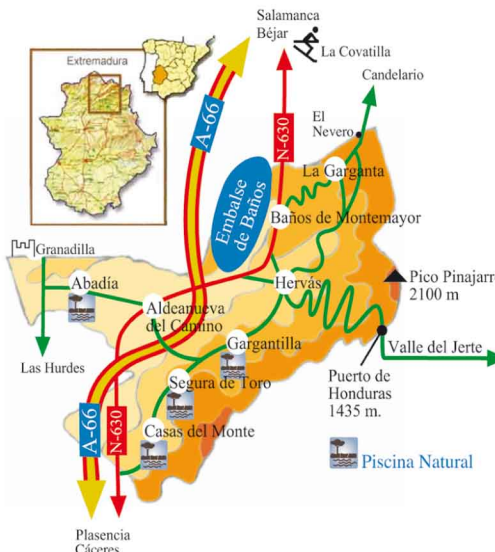 Extremadura
Salamanca
Béjar
La Covatilla
Candelario
A-66
N-630
El
Nevero
La Garganta
Embalse
de Baños
Baños de Montemayor
Granadilla
Abadía
Hervás
Pico Pinajarro
2100 m
Aldeanueva
del Camino
Gargantilla
Las Hurdes
Valle del Jerte
Segura de Toro
Puerto de
Honduras
1435 m.
Casas del Monte
A-66
N-630
Piscina Natural
Plasencia
Cáceres